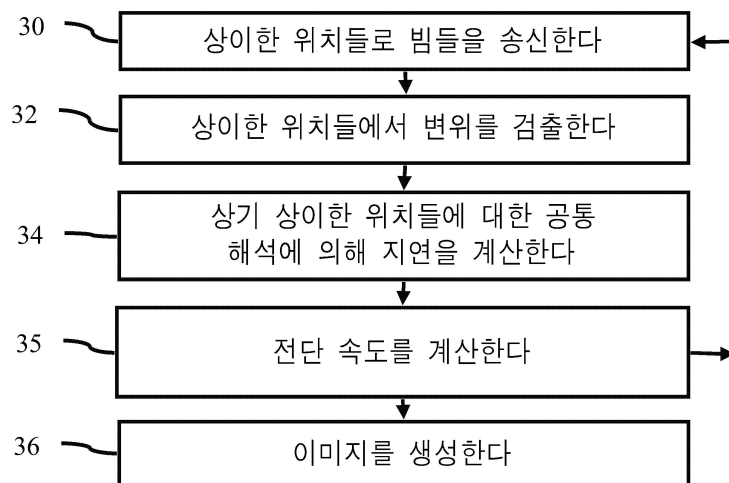 30
상이한 위치들로 빔들을 송신한다
32
상이한 위치들에서 변위를 검출한다
34
상기 상이한 위치들에 대한 공통
해석에 의해 지연을 계산한다
35
전단 속도를 계산한다
36
이미지를 생성한다